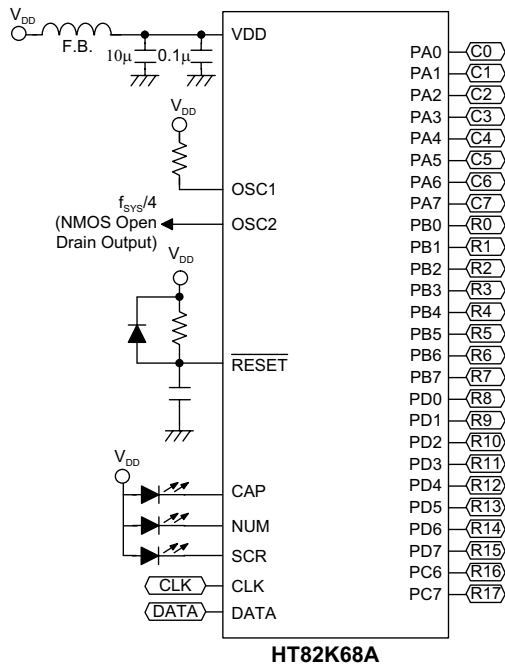 VDD
F.B.
10μ 0.1μ
VDD
VDD
OSC1
fSYS/4
(NMOS Open
Drain Output)
OSC2
VDD
RESET
VDD
CAP
NUM
SCR
CLK CLK
DATA DATA
PA0 C0
PA1 C1
PA2 C2
PA3 C3
PA4 C4
PA5 C5
PA6 C6
PA7 C7
PB0 R0
PB1 R1
PB2 R2
PB3 R3
PB4 R4
PB5 R5
PB6 R6
PB7 R7
PD0 R8
PD1 R9
PD2 R10
PD3 R11
PD4 R12
PD5 R13
PD6 R14
PD7 R15
PC6 R16
PC7 R17
HT82K68A